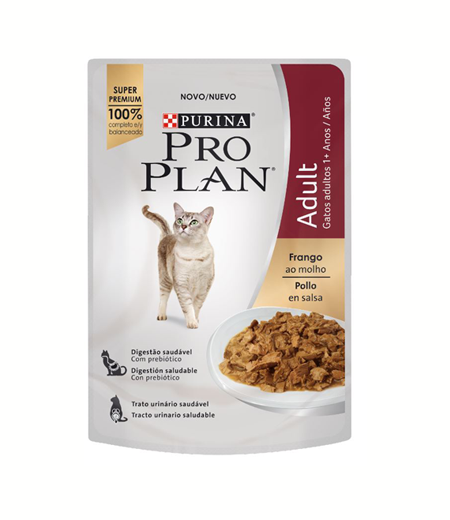 SUPER
PREMIUM
100%
completo e/y
balanceado
NOVO/NUEVO
PURINA®
PRO
PLAN®
Adult
Gatos adultos 1+ Anos / Años
Frango
ao molho
Pollo
en salsa
Digestão saudável
Com prebiótico
Digestión saludable
Con prebiótico
Trato urinário saudável
Tracto urinario saludable